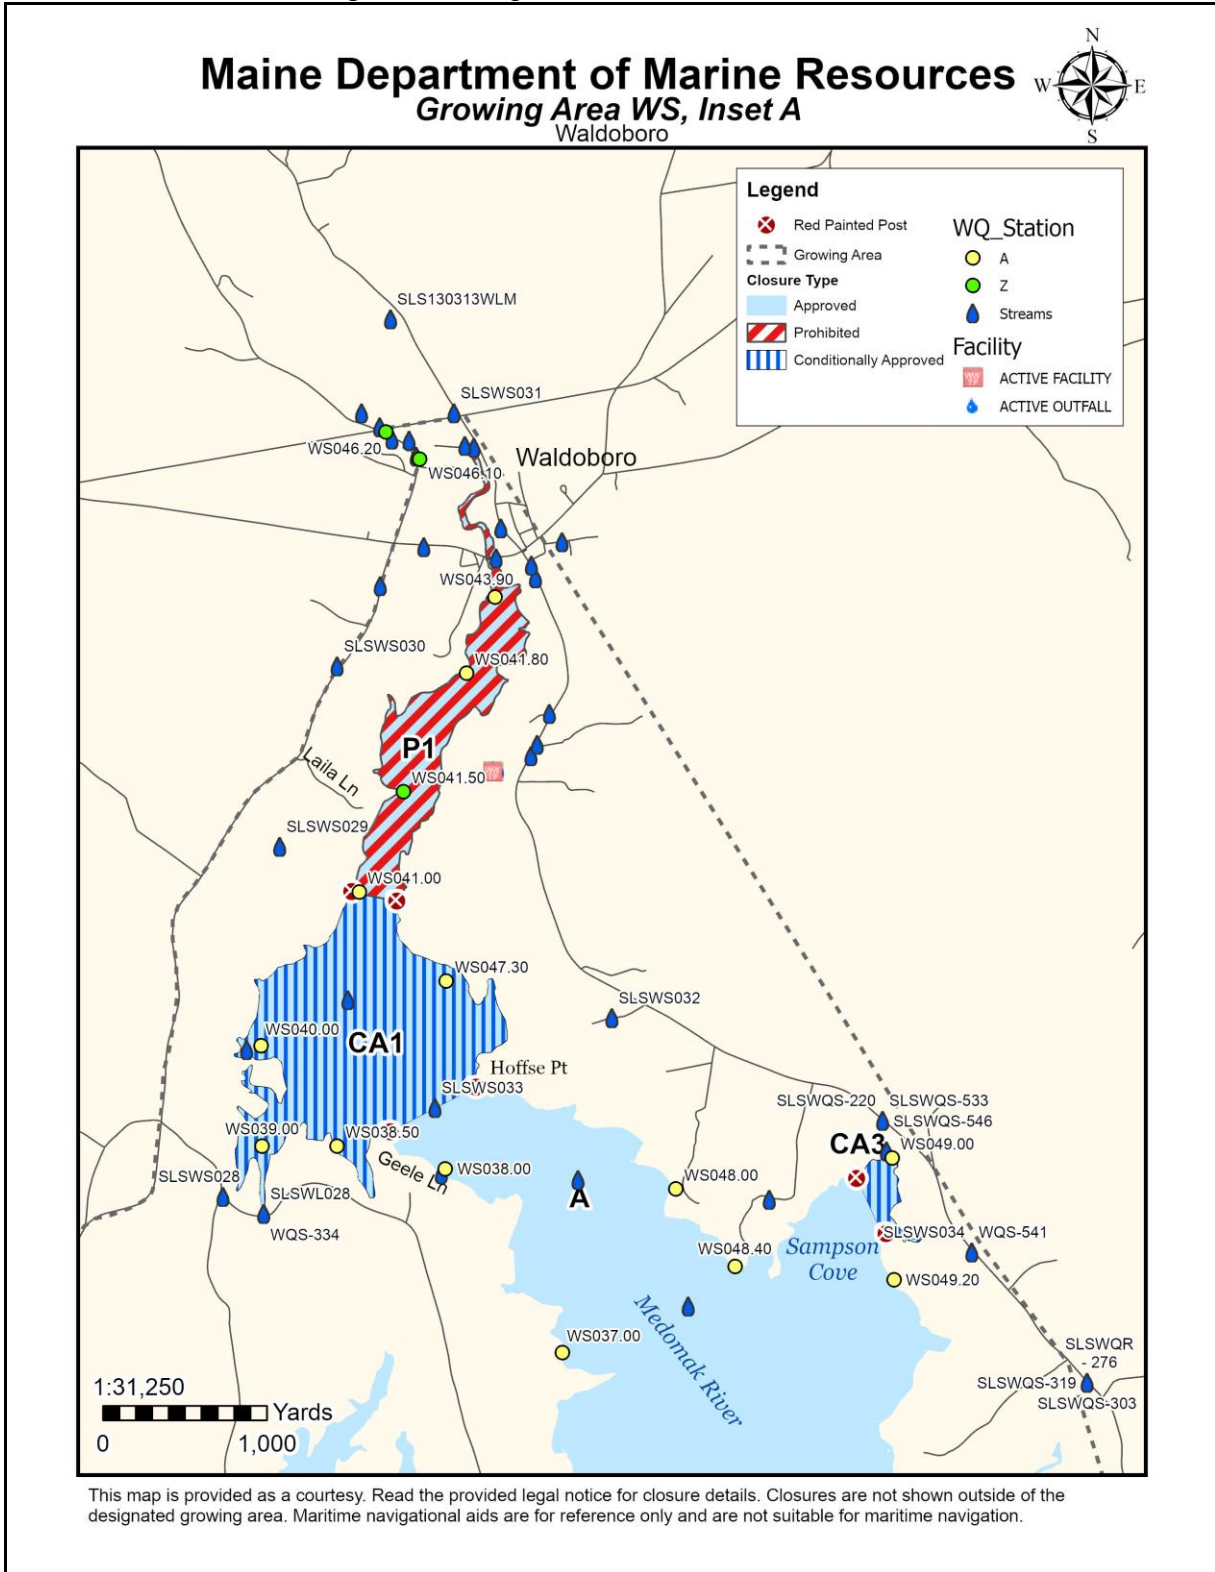 Maine Department of Marine Resources
Growing Area WS, Inset A
Waldoboro
N
W
E
S
Legend
Red Painted Post
Growing Area
Closure Type
Approved
Prohibited
Conditionally Approved
WQ_Station
A
Z
Streams
Facility
ACTIVE FACILITY
ACTIVE OUTFALL
SLS130313WLM
SLSWS031
WS046.20
WS046.10
Waldoboro
WS043.90
SLSWS030
WS041.80
P1
Laila Ln
WS041.50
SLSWS029
WS041.00
WS047.30
SLSWS032
WS040.00
CA1
Hoffse Pt
SLSWS033
SLSWQS-220
SLSWQS-533
SLSWQS-546
WS039.00
WS038.50
CA3
WS049.00
Geele Ln
WS038.00
SLSWS028
SLSWL028
WS048.00
A
WQS-334
SLSWS034
WQS-541
WS048.40
Sampson
Cove
WS049.20
Medomak River
WS037.00
SLSWQR
- 276
SLSWQS-319
SLSWQS-303
1:31,250
Yards
0
1,000
This map is provided as a courtesy. Read the provided legal notice for closure details. Closures are not shown outside of the
designated growing area. Maritime navigational aids are for reference only and are not suitable for maritime navigation.